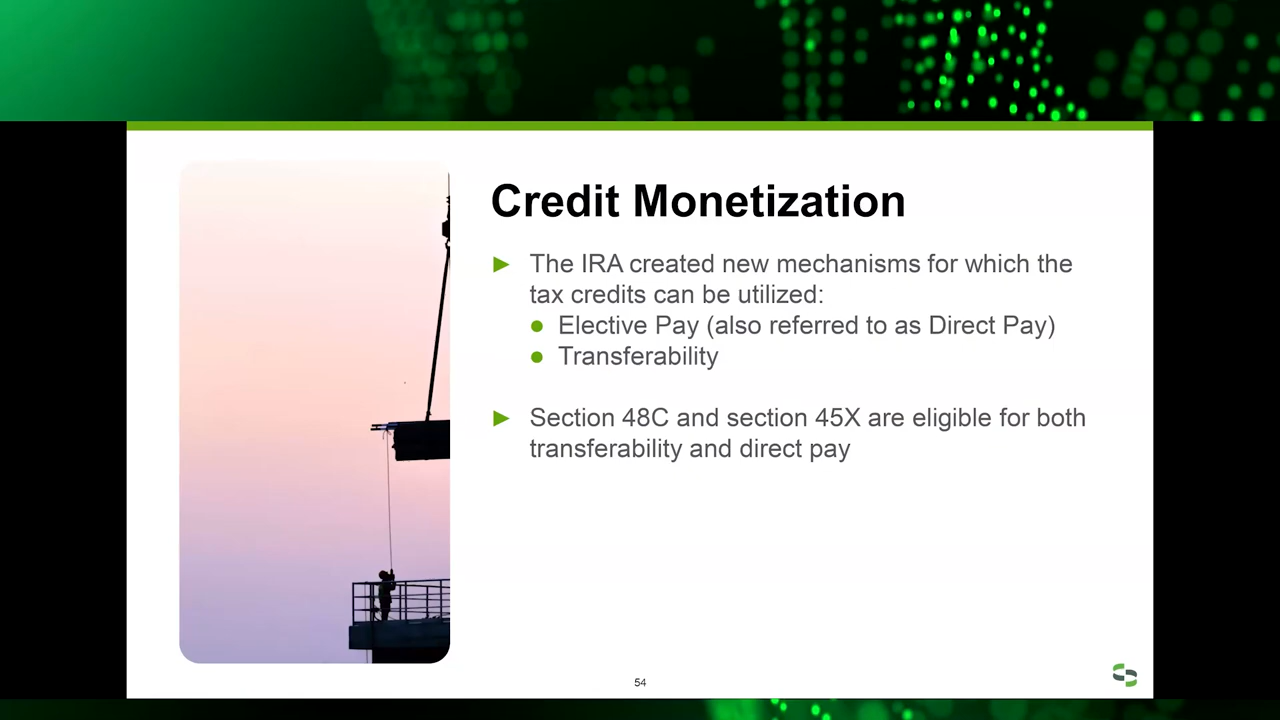 Credit Monetization
► The IRA created new mechanisms for which the
tax credits can be utilized:
● Elective Pay (also referred to as Direct Pay)
● Transferability
► Section 48C and section 45X are eligible for both
transferability and direct pay
54